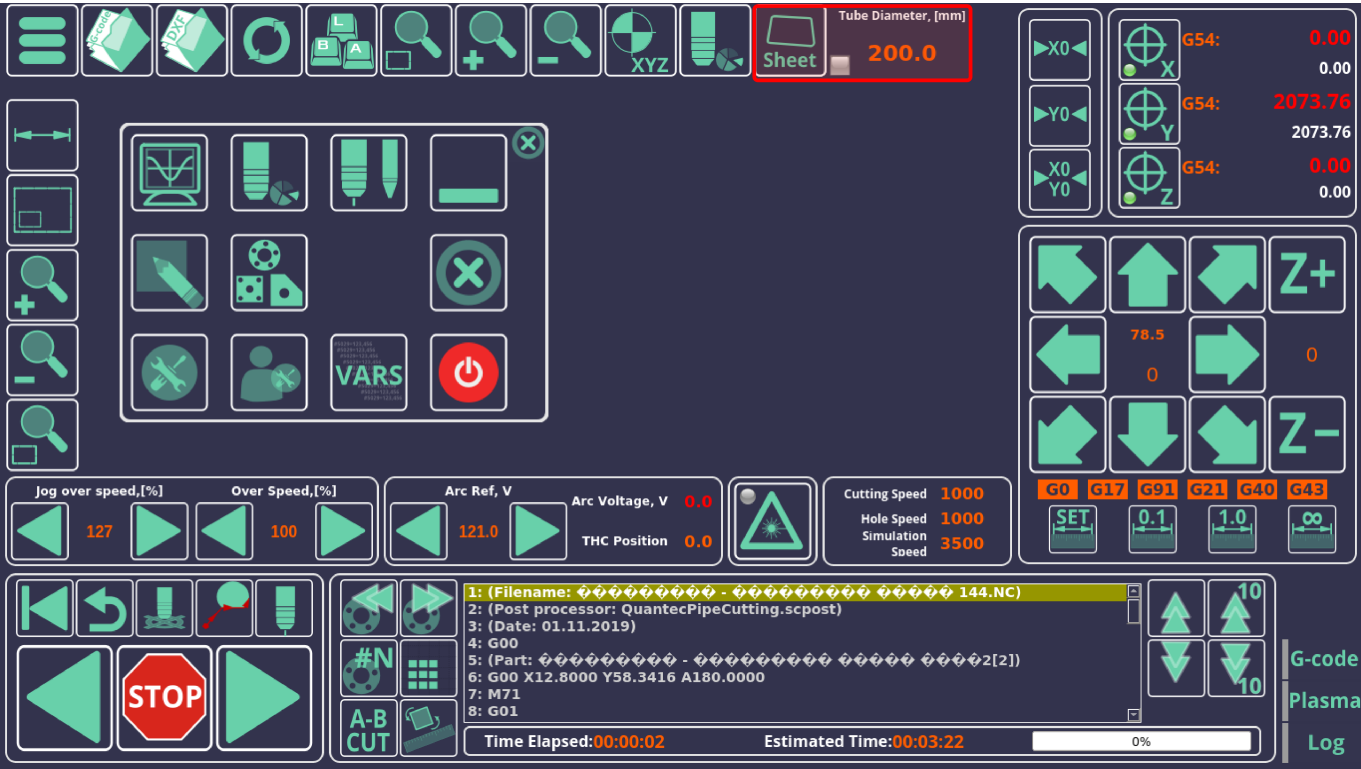 G-code
DXF
L
B A
XYZ
Sheet
Tube Diameter, [mm]
200.0
X0
Y0
X0
Y0
X
G54: 0.00
0.00
Y
G54: 2073.76
2073.76
Z
G54: 0.00
0.00
VARS
Z+
78.5
0
0
Z-
G0 G17 G91 G21 G40 G43
SET 0.1 1.0 ∞
Jog over speed,[%]
127
Over Speed,[%]
100
Arc Ref, V
121.0
Arc Voltage, V 0.0
THC Position 0.0
Cutting Speed 1000
Hole Speed 1000
Simulation
Speed 3500
STOP
#N
A-B
CUT
1: (Filename: ���������� - ���������� ����� 144.NC)
2: (Post processor: QuantecPipeCutting.scpost)
3: (Date: 01.11.2019)
4: G00
5: (Part: ���������� - ���������� ����� ����2[2])
6: G00 X12.8000 Y58.3416 A180.0000
7: M71
8: G01
10
10
Time Elapsed:00:00:02
Estimated Time:00:03:22
0%
G-code
Plasma
Log